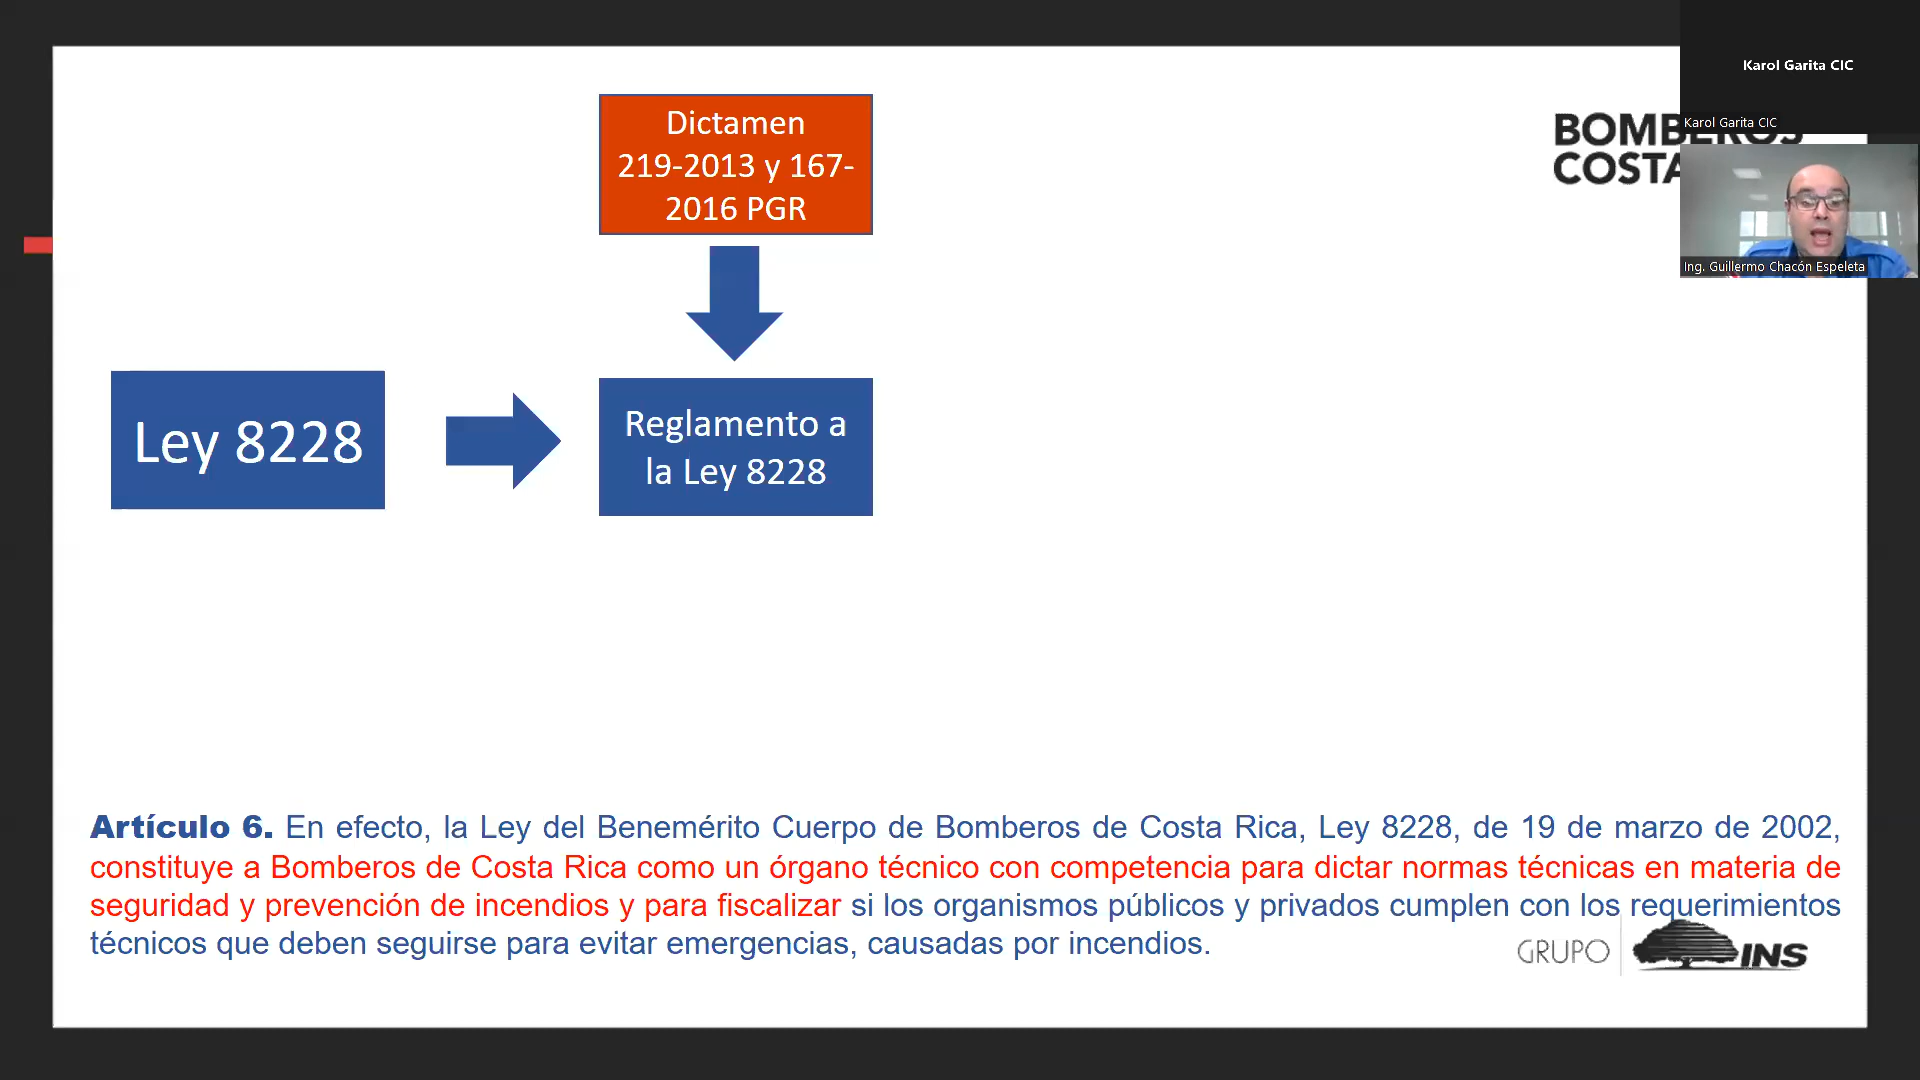 Karol Garita CIC
Karol Garita CIC
Dictamen
219-2013 y 167-
2016 PGR
BOMBEROS
COSTA
Ing. Guillermo Chacón Espeleta
Ley 8228
Reglamento a
la Ley 8228
Artículo 6. En efecto, la Ley del Benemérito Cuerpo de Bomberos de Costa Rica, Ley 8228, de 19 de marzo de 2002,
constituye a Bomberos de Costa Rica como un órgano técnico con competencia para dictar normas técnicas en materia de
seguridad y prevención de incendios y para fiscalizar si los organismos públicos y privados cumplen con los requerimientos
técnicos que deben seguirse para evitar emergencias, causadas por incendios.
GRUPO INS